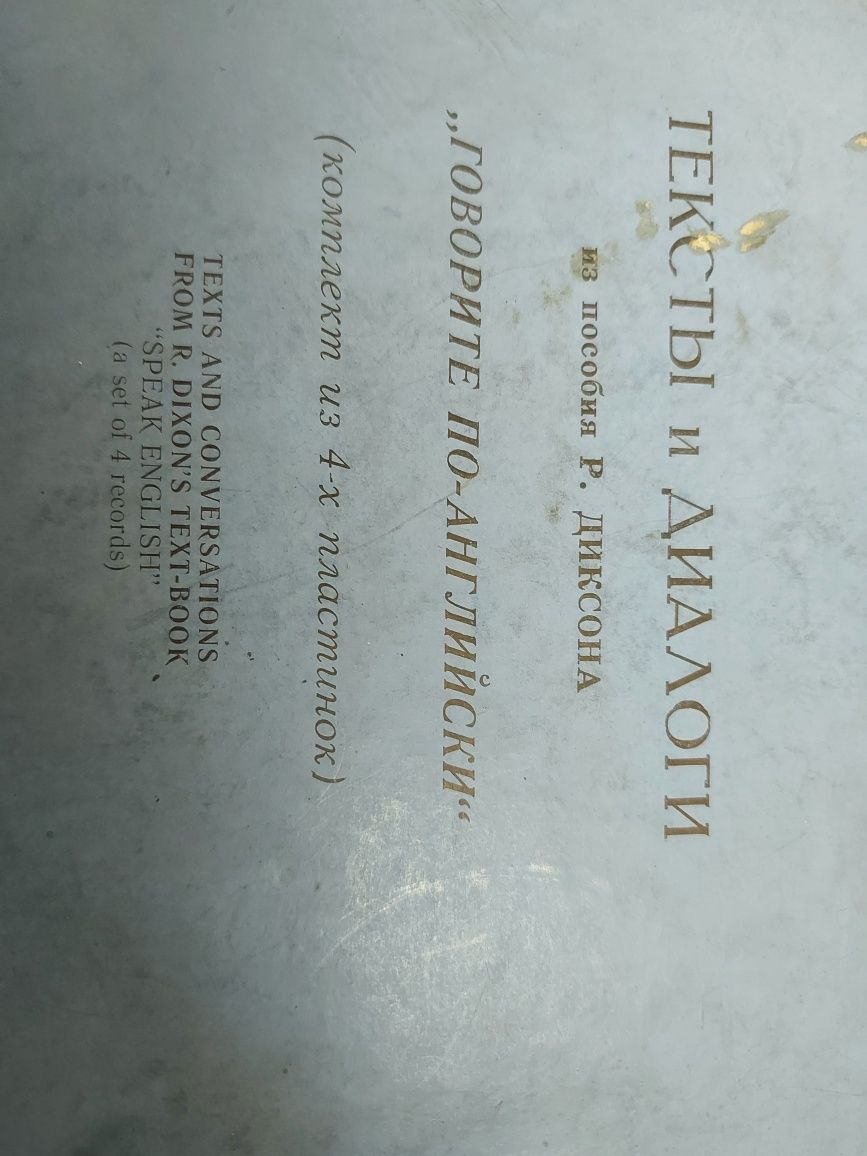 ТЕКСТЫ и ДИАЛОГИ
из пособия Р. ДИКСОНА
„ГОВОРИТЕ ПО-АНГЛИЙСКИ“
(комплект из 4-х пластинок)
TEXTS AND CONVERSATIONS
FROM R. DIXON'S TEXT-BOOK
“SPEAK ENGLISH”
(a set of 4 records)